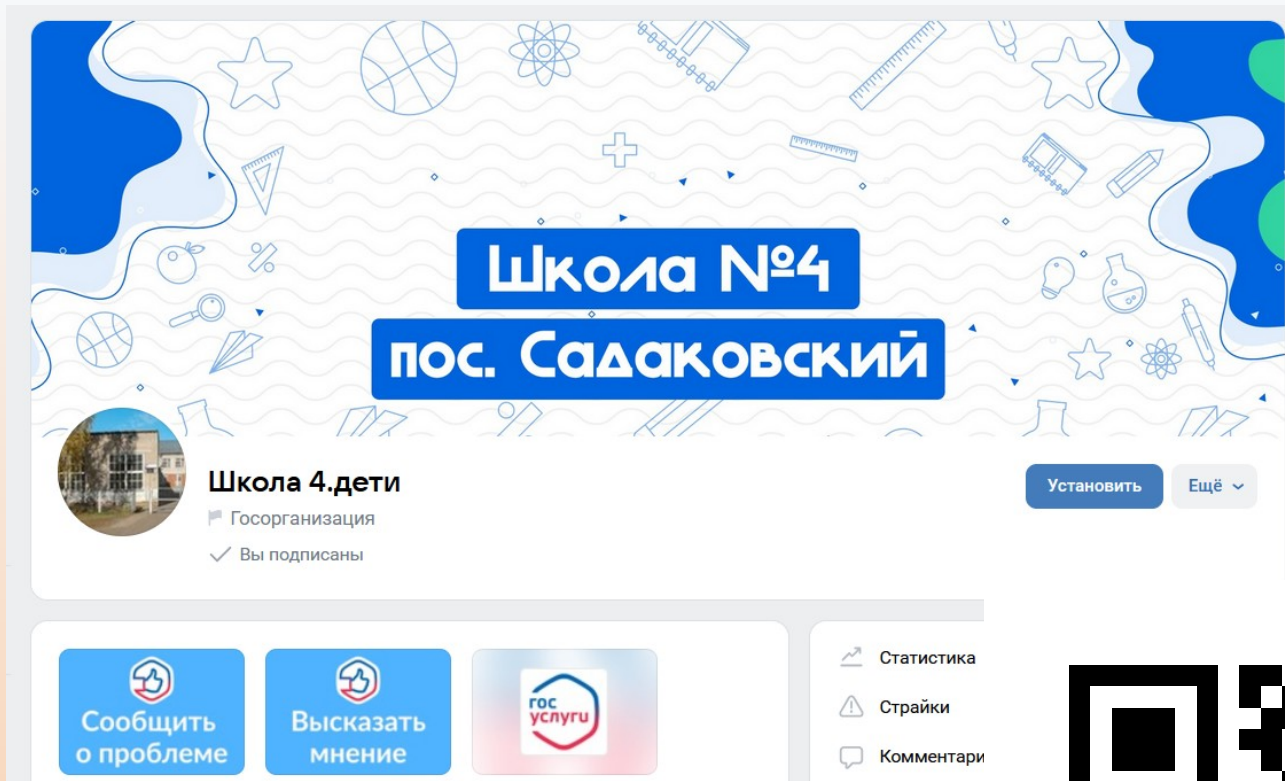 Школа №4
пос. Садаковский
Школа 4.дети
Госорганизация
Вы подписаны
Установить
Ещё
Сообщить
о проблеме
Высказать
мнение
гос
услуги
Статистика
Страйки
Комментари